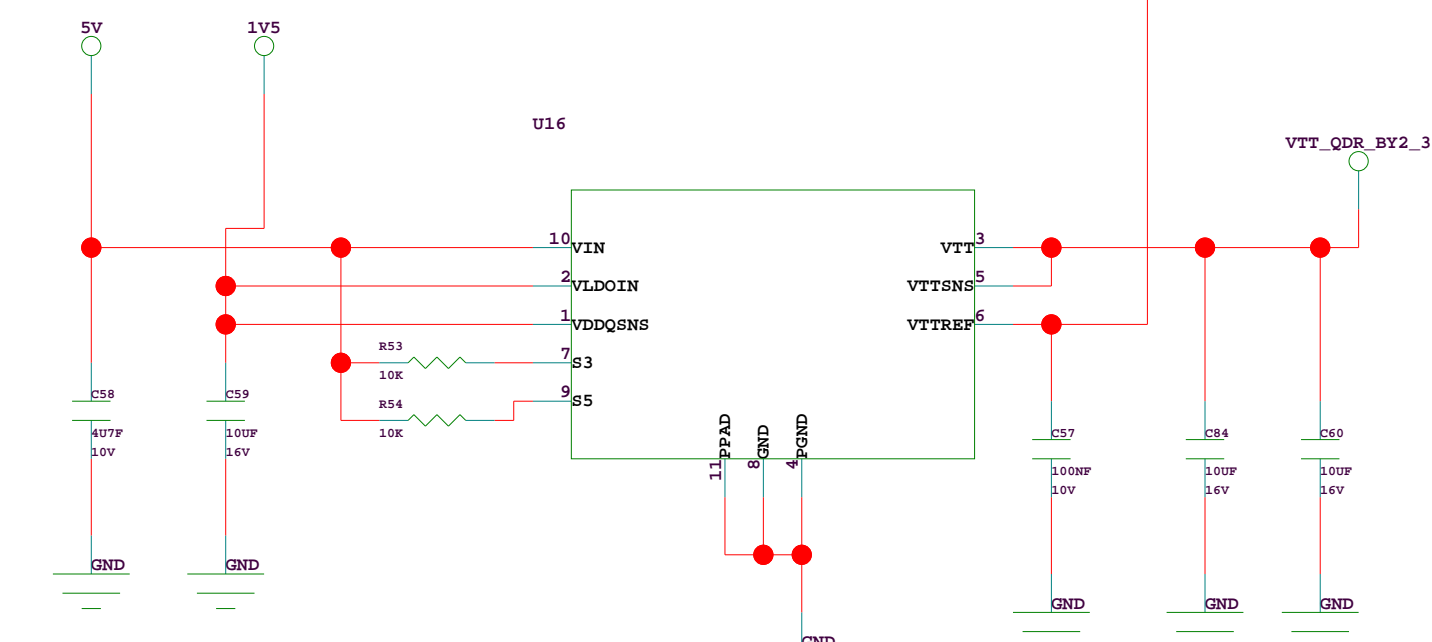 5V
1V5
U16
VTT_QDR_BY2_3
10
VIN
VTT
3
2
VLDOIN
VTTSNS
5
1
VDDQSNS
VTTREF
6
R53
10K
7
S3
R54
10K
9
S5
PPAD
11
GND
8
PGND
4
C58
4U7F
10V
C59
10UF
16V
C57
100NF
10V
C84
10UF
16V
C60
10UF
16V
GND
GND
GND
GND
GND
GND